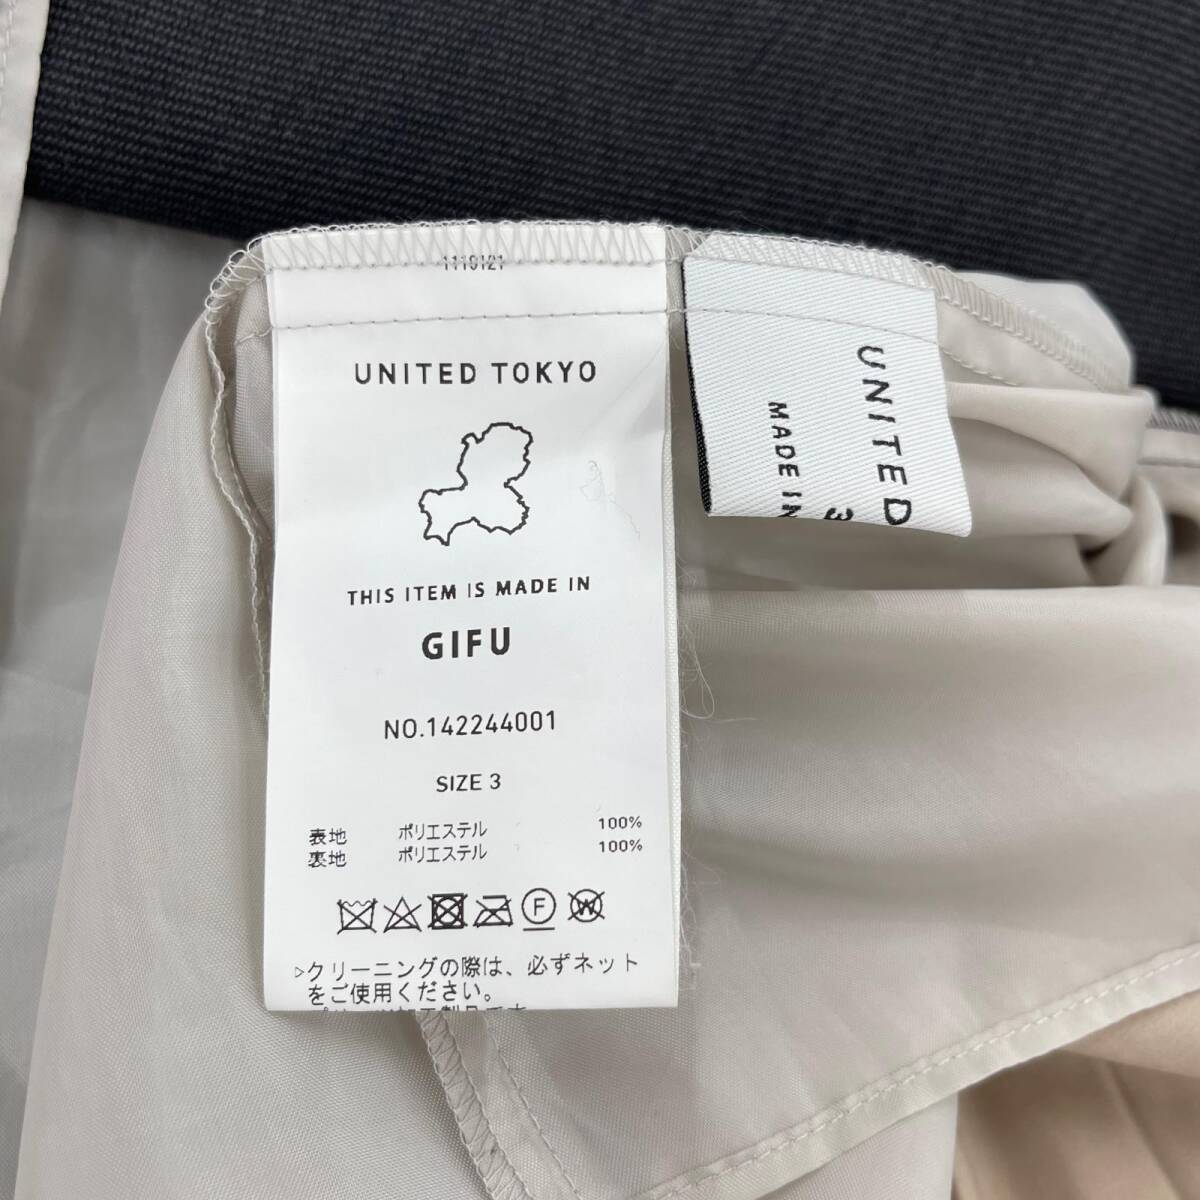 UNITED TOKYO
THIS ITEM IS MADE IN
GIFU
NO.142244001
SIZE 3
表地 ポリエステル 100%
裏地 ポリエステル 100%
F W
▷クリーニングの際は、必ずネット
をご使用ください。
UNITED
3
MADE IN